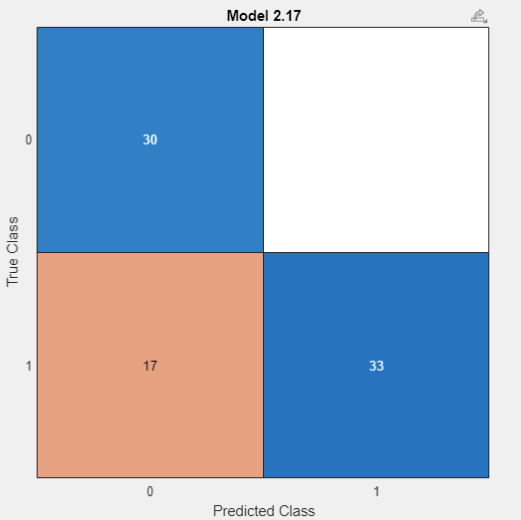 Model 2.17
0
30
True Class
1
17
33
0
1
Predicted Class